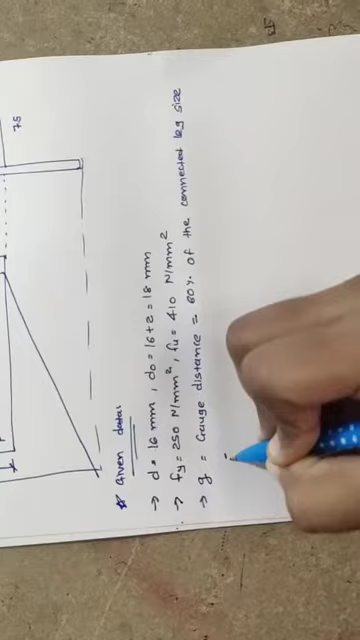 75
* Given data
→ d = 16 mm, do = 16+2 = 18 mm
→ fy = 250 N/mm², fu = 410 N/mm²
→ g = Gauge distance = 60% of the connected leg size